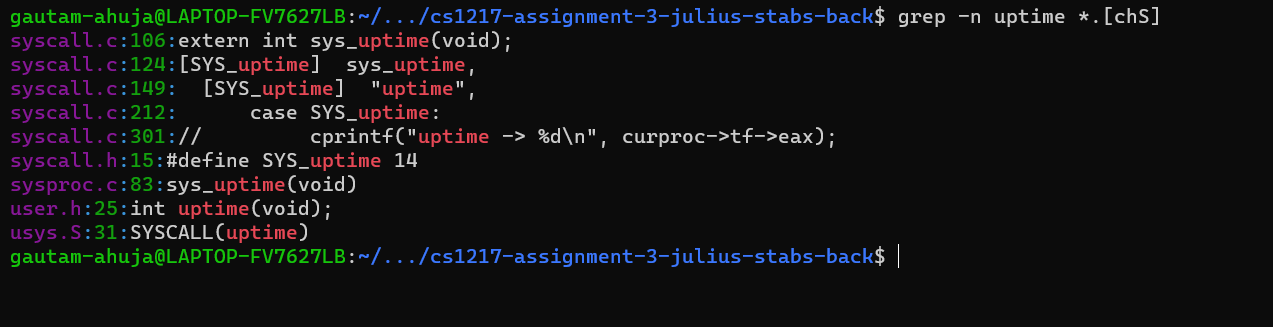 gautam-ahuja@LAPTOP-FV7627LB:~/.../cs1217-assignment-3-julius-stabs-back$ grep -n uptime *.[chS]
syscall.c:106:extern int sys_uptime(void);
syscall.c:124:[SYS_uptime]  sys_uptime,
syscall.c:149:  [SYS_uptime]  "uptime",
syscall.c:212:      case SYS_uptime:
syscall.c:301://         cprintf("uptime -> %d\n", curproc->tf->eax);
syscall.h:15:#define SYS_uptime 14
sysproc.c:83:sys_uptime(void)
user.h:25:int uptime(void);
usys.S:31:SYSCALL(uptime)
gautam-ahuja@LAPTOP-FV7627LB:~/.../cs1217-assignment-3-julius-stabs-back$